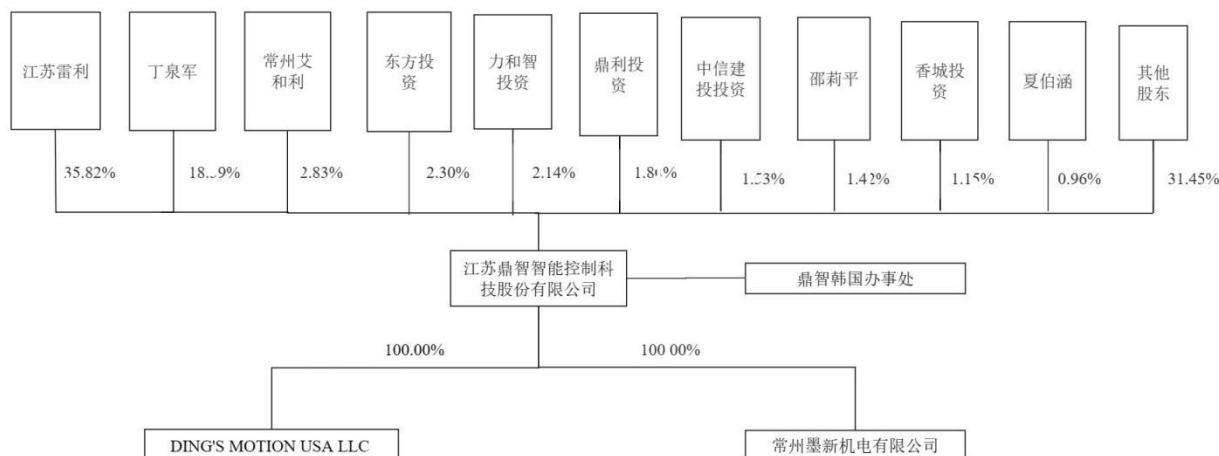 江苏雷利
丁泉军
常州艾
和利
东方投
资
力和智
投资
鼎利投
资
中信建
投投资
邵莉平
香城投
资
夏伯涵
其他
股东
35.82%
2.83%
2.30%
2.14%
1.53%
1.42%
1.15%
0.96%
31.45%
江苏鼎智智能控制科
技股份有限公司
鼎智韩国办事处
100.00%
100 00%
DING'S MOTION USA LLC
常州墨新机电有限公司